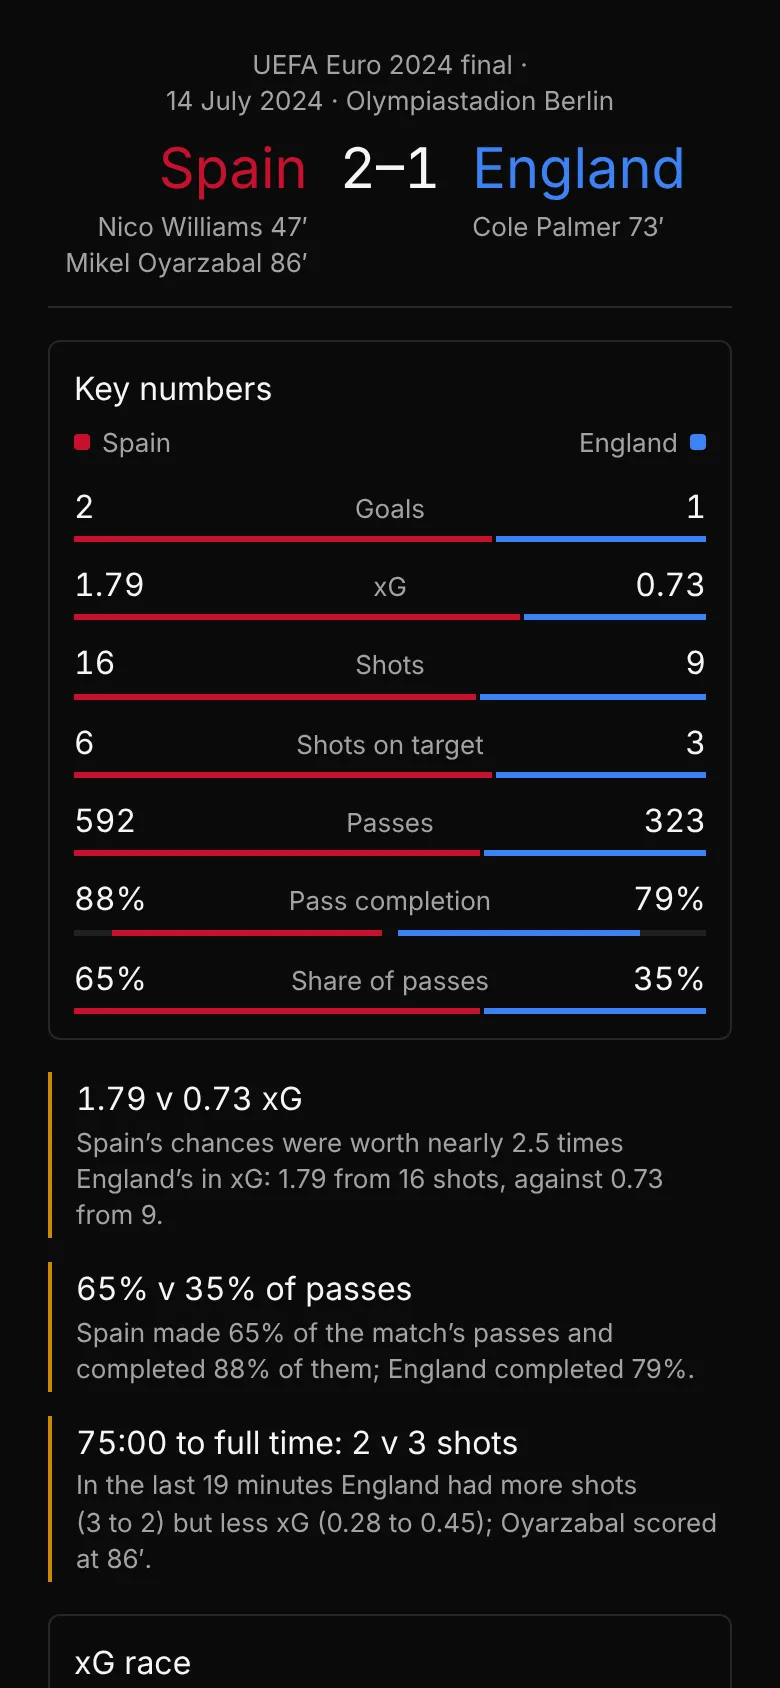 UEFA Euro 2024 final ·
14 July 2024 · Olympiastadion Berlin
Spain 2–1 England
Nico Williams 47′ Cole Palmer 73′
Mikel Oyarzabal 86′
Key numbers
Spain England
2 Goals 1
1.79 xG 0.73
16 Shots 9
6 Shots on target 3
592 Passes 323
88% Pass completion 79%
65% Share of passes 35%
1.79 v 0.73 xG
Spain’s chances were worth nearly 2.5 times
England’s in xG: 1.79 from 16 shots, against 0.73
from 9.
65% v 35% of passes
Spain made 65% of the match’s passes and
completed 88% of them; England completed 79%.
75:00 to full time: 2 v 3 shots
In the last 19 minutes England had more shots
(3 to 2) but less xG (0.28 to 0.45); Oyarzabal scored
at 86′.
xG race